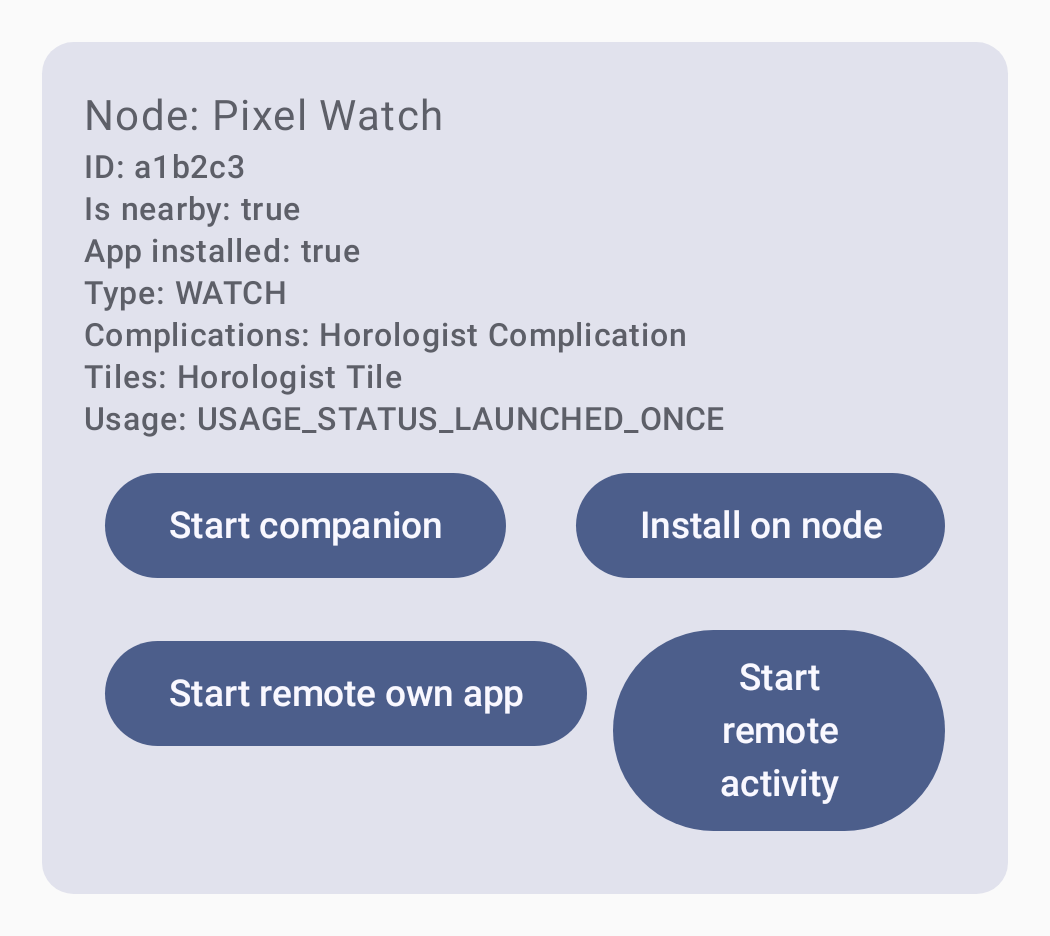 Node: Pixel Watch
ID: a1b2c3
Is nearby: true
App installed: true
Type: WATCH
Complications: Horologist Complication
Tiles: Horologist Tile
Usage: USAGE_STATUS_LAUNCHED_ONCE
Start companion
Install on node
Start remote own app
Start
remote
activity